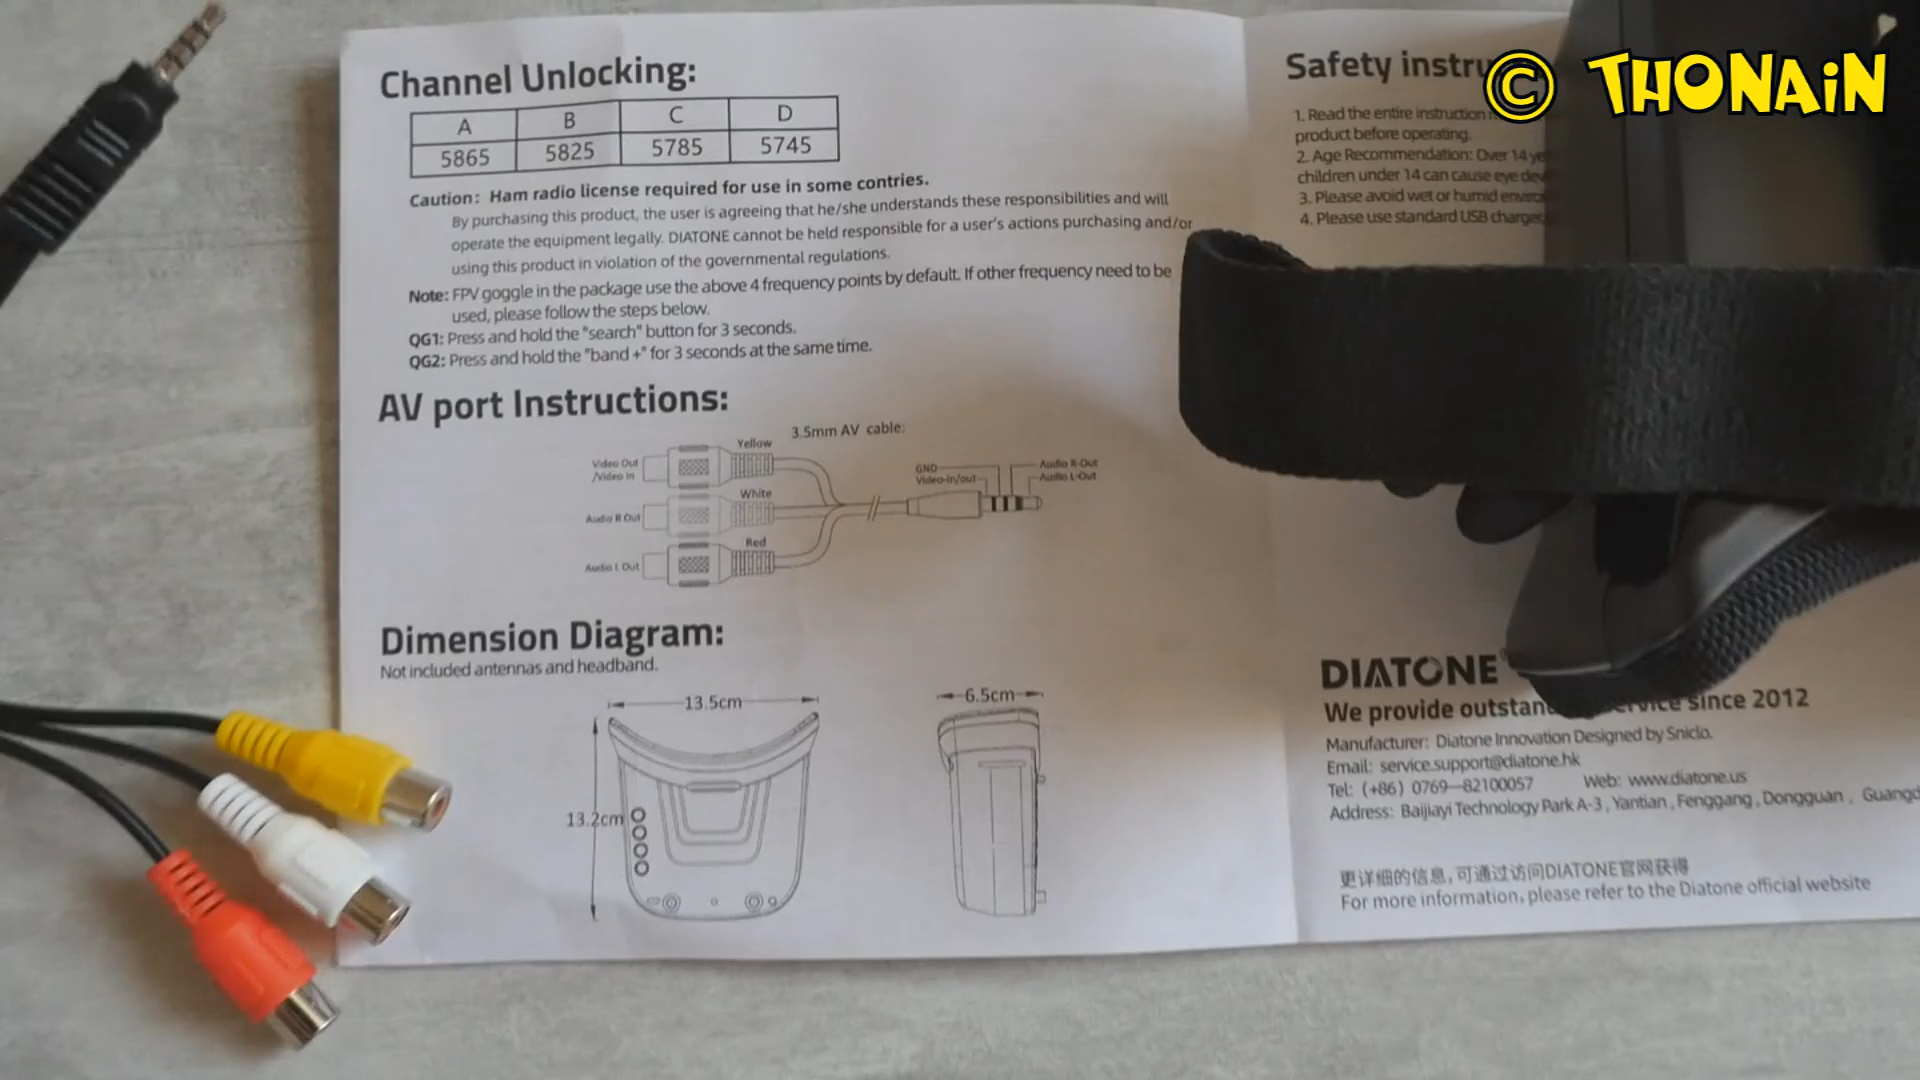 Channel Unlocking:
A B C D
5865 5825 5785 5745
Caution: Ham radio license required for use in some contries.
By purchasing this product, the user is agreeing that he/she understands these responsibilities and will
operate the equipment legally. DIATONE cannot be held responsible for a user's actions purchasing and/or
using this product in violation of the governmental regulations.
Note: FPV goggle in the package use the above 4 frequency points by default. If other frequency need to be
used, please follow the steps below.
QG1: Press and hold the "search" button for 3 seconds.
QG2: Press and hold the "band +" for 3 seconds at the same time.
AV port Instructions:
3.5mm AV cable:
Yellow
Video Out
/Video in
White
Audio R Out
Red
Audio L Out
GND
Video-in/out
Audio R-Out
Audio L-Out
Dimension Diagram:
Not included antennas and headband.
13.5cm
13.2cm
6.5cm
Safety
1. Read the entire instruction
product before operating.
2. Age Recommendation: Over 14
children under 14 can cause eye
3. Please avoid wet or humid
4. Please use standard USB charger
DIATONE
We provide service since 2012
Manufacturer: Diatone Innovation Designed by Sniclo.
Email: service.support@diatone.hk
Tel: (+86) 0769—82100057 Web: www.diatone.us
Address: Baijiayi Technology Park A-3, Yantian, Fenggang, Dongguan,
更详细的信息,可通过访问DIATONE官网获得
For more information, please refer to the Diatone official website
© THONAiN